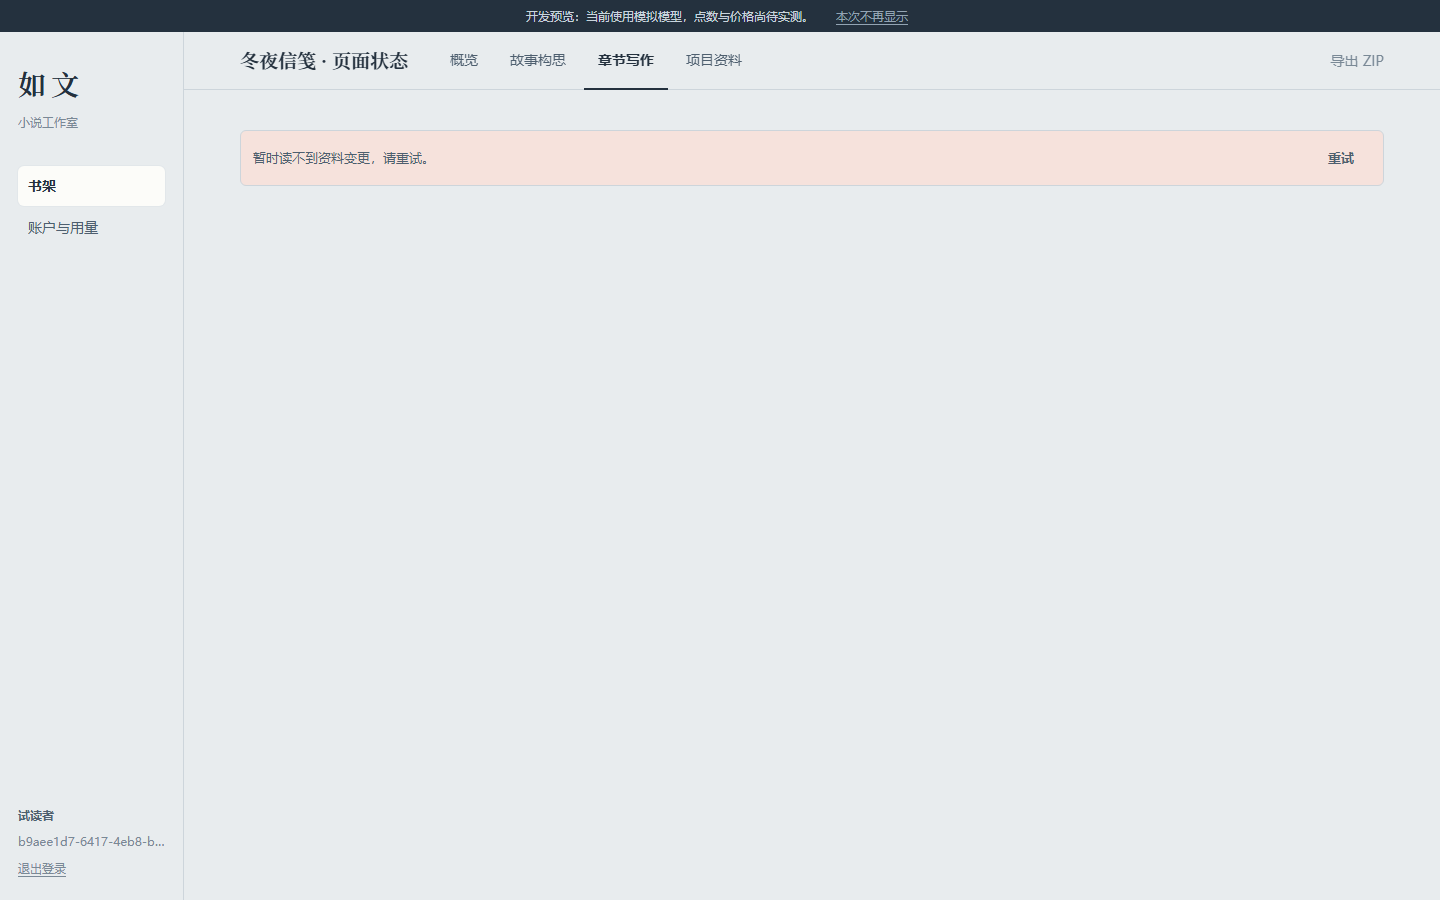 开发预览：当前使用模拟模型，点数与价格尚待实测。 本次不再显示
如文
小说工作室
书架
账户与用量
试读者
b9aee1d7-6417-4eb8-b...
退出登录
冬夜信笺 · 页面状态 概览 故事构思 章节写作 项目资料 导出 ZIP
暂时读不到资料变更，请重试。 重试